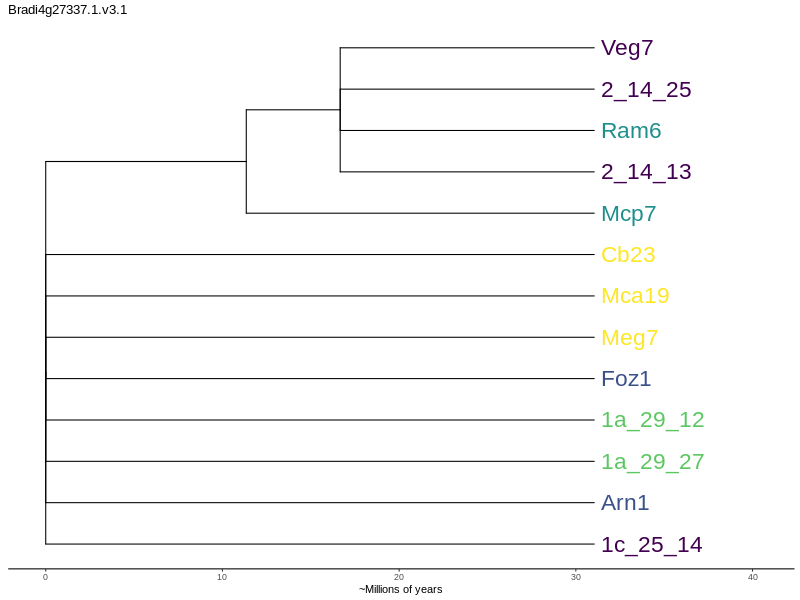 Bradi4g27337.1.v3.1
Veg7
2_14_25
Ram6
2_14_13
Mcp7
Cb23
Mca19
Meg7
Foz1
1a_29_12
1a_29_27
Arn1
1c_25_14
0 10 20 30 40
~Millions of years